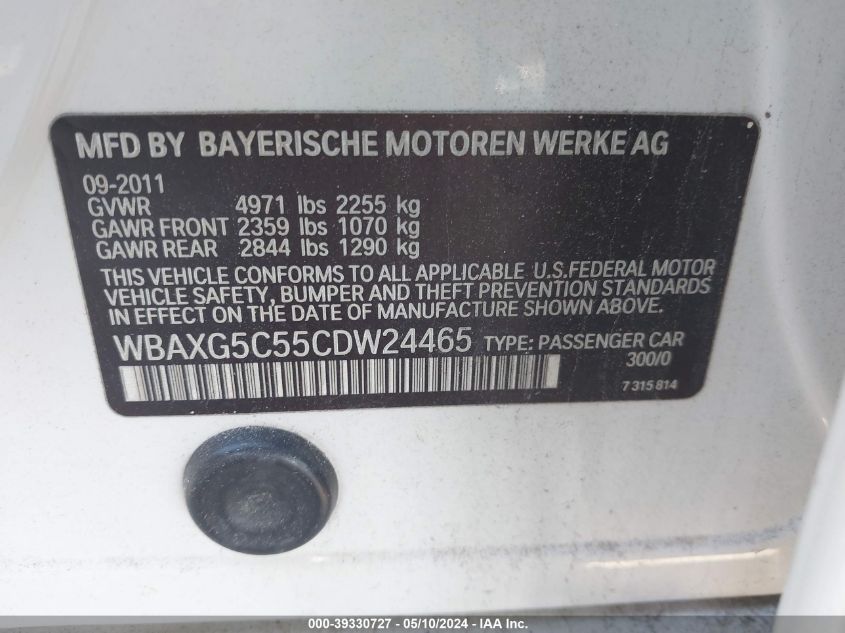 MFD BY BAYERISCHE MOTOREN WERKE AG
09-2011
GVWR 4971 lbs 2255 kg
GAWR FRONT 2359 lbs 1070 kg
GAWR REAR 2844 lbs 1290 kg
THIS VEHICLE CONFORMS TO ALL APPLICABLE U.S.FEDERAL MOTOR
VEHICLE SAFETY, BUMPER AND THEFT PREVENTION STANDARDS
IN EFFECT ON THE DATE OF MANUFACTURE SHOWN ABOVE.
WBAXG5C55CDW24465 TYPE: PASSENGER CAR
300/0
7 315 814
000-39330727 - 05/10/2024 - IAA Inc.